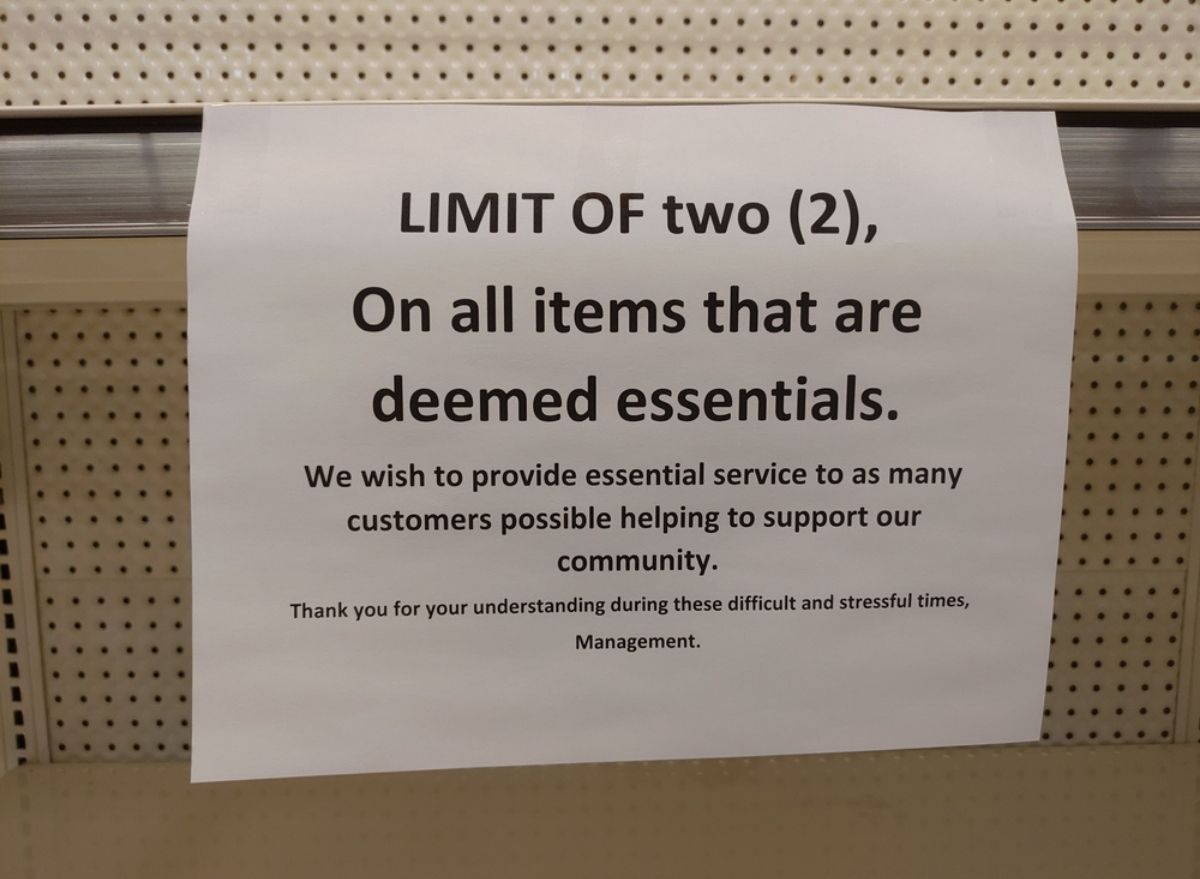 LIMIT OF two (2),
On all items that are
deemed essentials.
We wish to provide essential service to as many
customers possible helping to support our
community.
Thank you for your understanding during these difficult and stressful times,
Management.